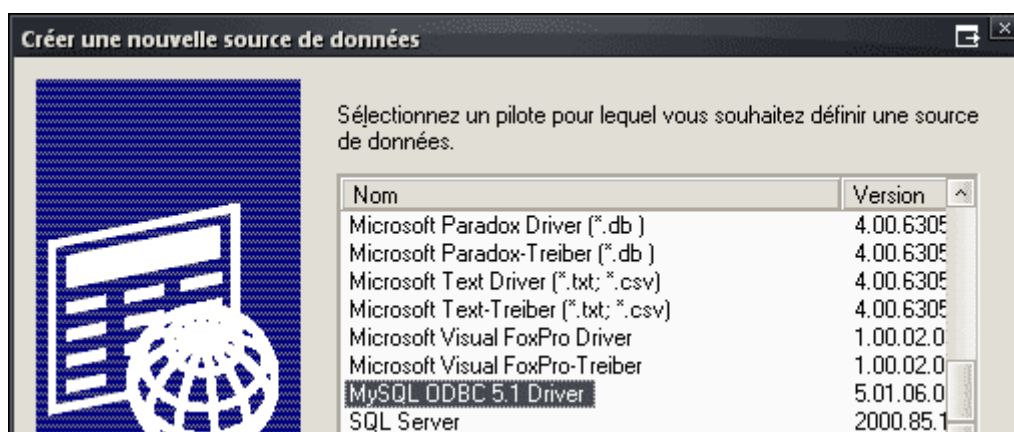 Créer une nouvelle source de données
Sélectionnez un pilote pour lequel vous souhaitez définir une source
de données.
Nom Version
Microsoft Paradox Driver (*.db ) 4.00.6305
Microsoft Paradox-Treiber (*.db ) 4.00.6305
Microsoft Text Driver (*.txt; *.csv) 4.00.6305
Microsoft Text-Treiber (*.txt; *.csv) 4.00.6305
Microsoft Visual FoxPro Driver 1.00.02.0
Microsoft Visual FoxPro-Treiber 1.00.02.0
MySQL ODBC 5.1 Driver 5.01.06.0
SQL Server 2000.85.1